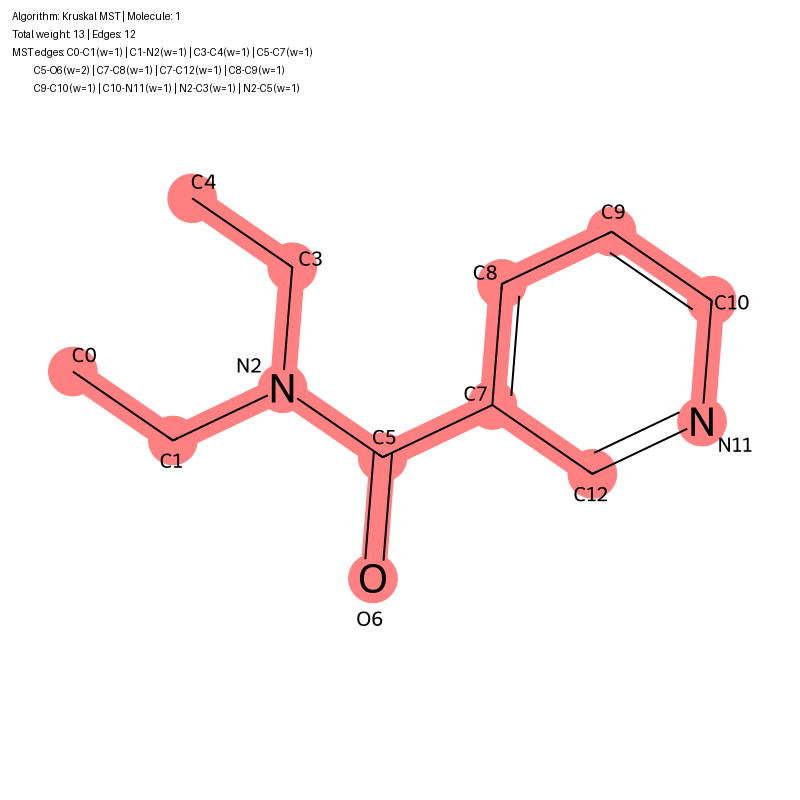 Algorithm: Kruskal MST | Molecule: 1
Total weight: 13 | Edges: 12
MST edges: C0-C1(w=1) | C1-N2(w=1) | C3-C4(w=1) | C5-C7(w=1)
C5-O6(w=2) | C7-C8(w=1) | C7-C12(w=1) | C8-C9(w=1)
C9-C10(w=1) | C10-N11(w=1) | N2-C3(w=1) | N2-C5(w=1)
C4
C9
C3
C8
C10
C0
N2
N
C7
C5
N
N11
C1
C12
O
O6